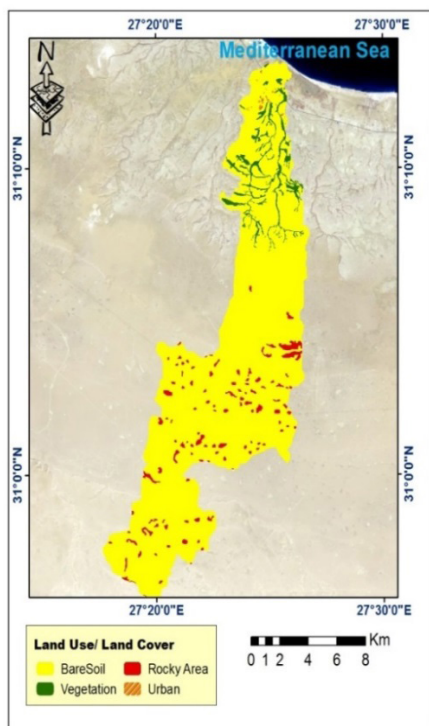 27°20'0"E 27°30'0"E
Mediterranean Sea
N
31°10'0"N 31°10'0"N
31°0'0"N 31°0'0"N
27°20'0"E 27°30'0"E
Land Use/ Land Cover
BareSoil Rocky Area
Vegetation Urban
Km
0 1 2 4 6 8